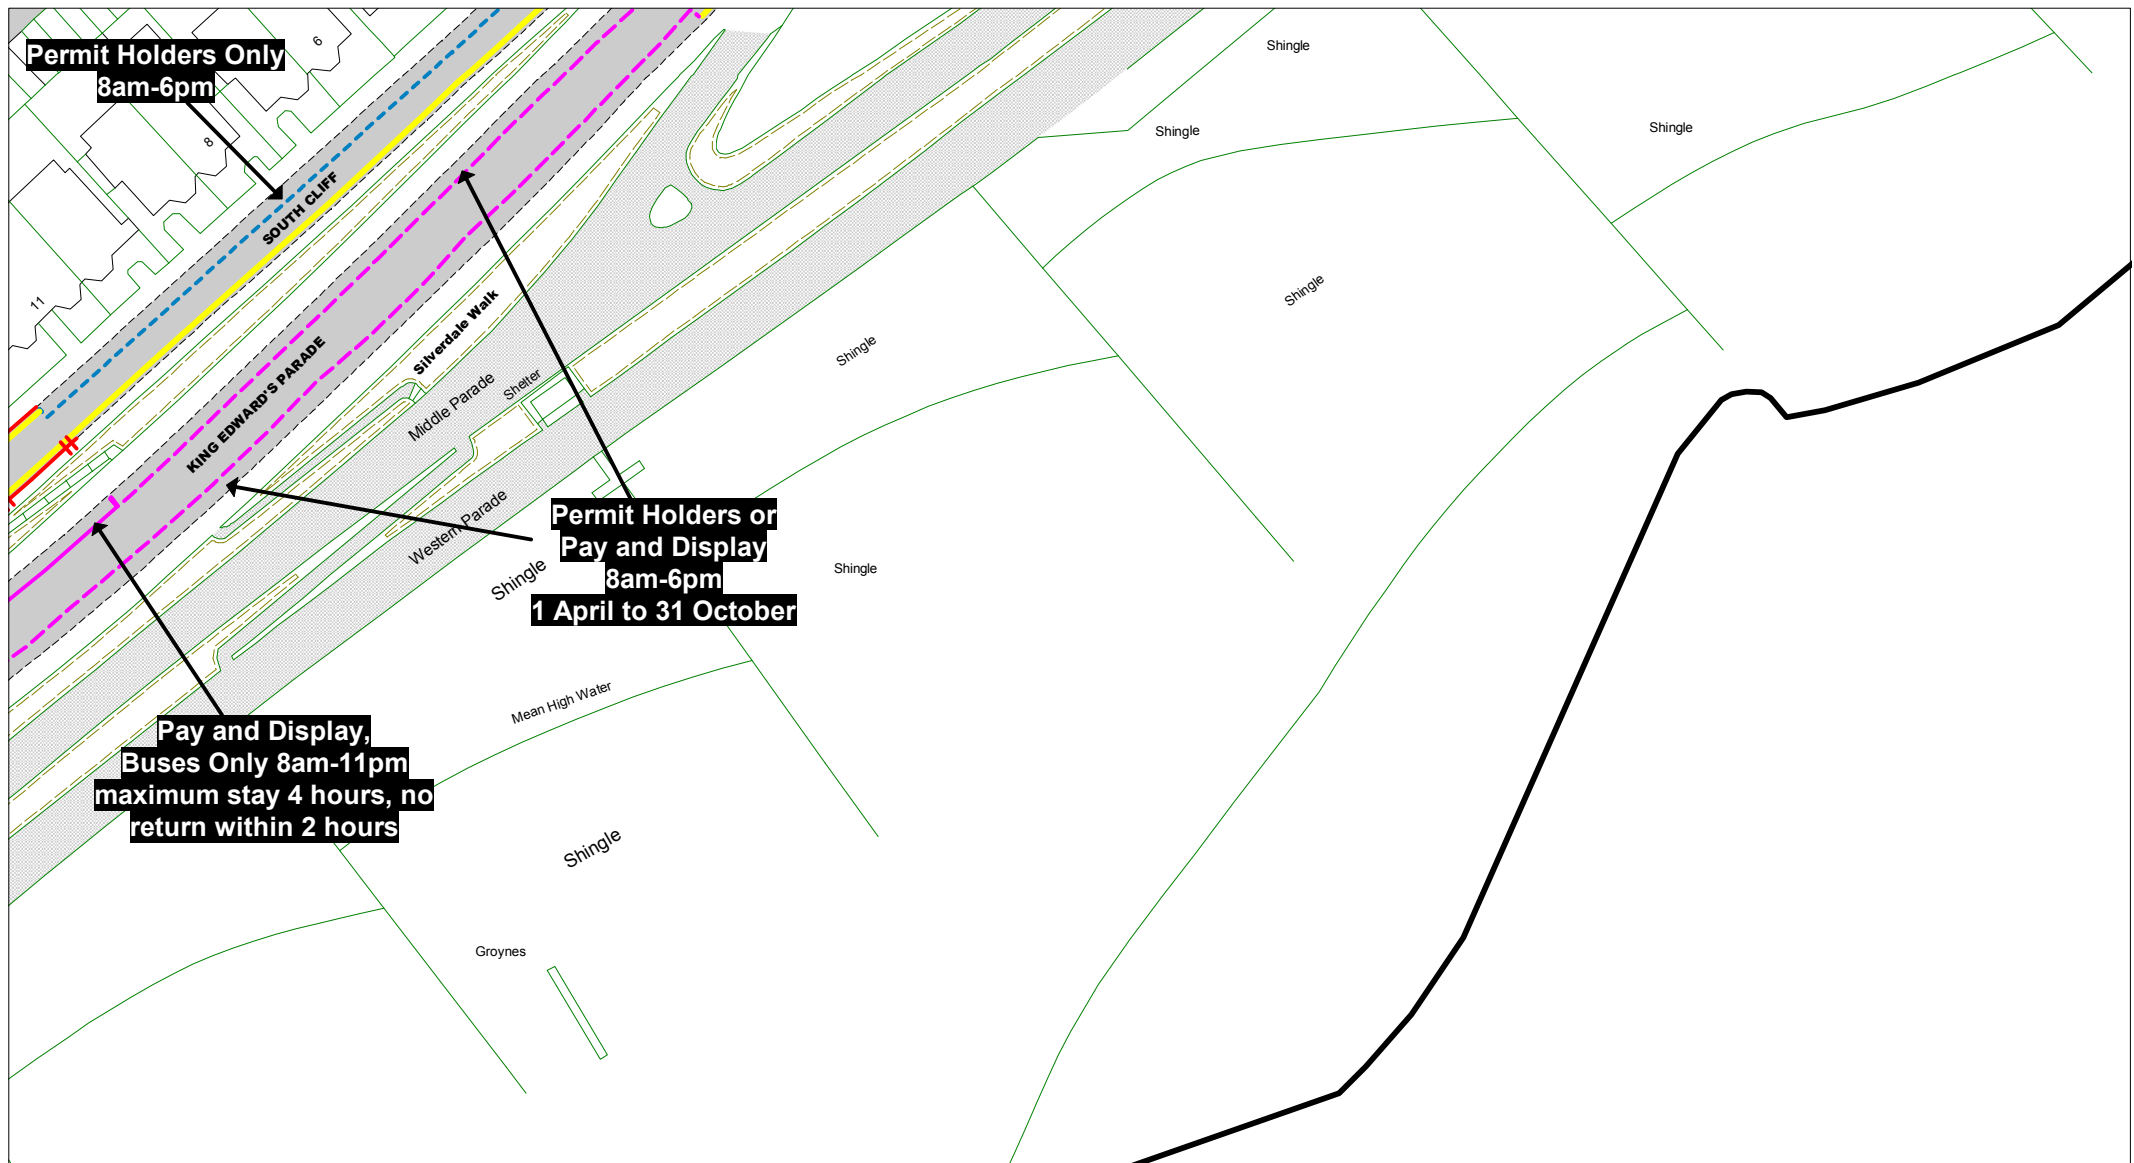 6
Permit Holders Only
8am-6pm
8
11
SOUTH CLIFF
KING EDWARD'S PARADE
Silverdale Walk
Middle Parade
Shelter
Western Parade
Shingle
Shingle
Shingle
Shingle
Shingle
Permit Holders or
Pay and Display
8am-6pm
1 April to 31 October
Shingle
Shingle
Mean High Water
Pay and Display,
Buses Only 8am-11pm
maximum stay 4 hours, no
return within 2 hours
Shingle
Groynes